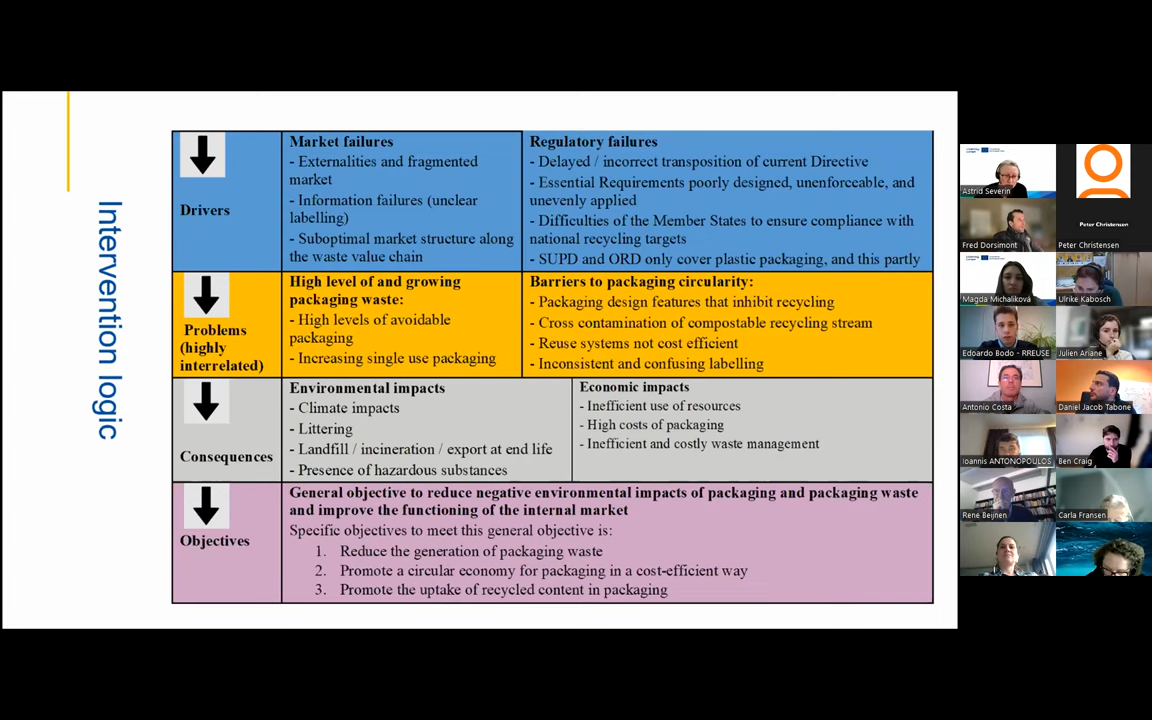 Intervention logic
Drivers
Market failures
- Externalities and fragmented
market
- Information failures (unclear
labelling)
- Suboptimal market structure along
the waste value chain
Regulatory failures
- Delayed / incorrect transposition of current Directive
- Essential Requirements poorly designed, unenforceable, and
unevenly applied
- Difficulties of the Member States to ensure compliance with
national recycling targets
- SUPD and ORD only cover plastic packaging, and this partly
Problems
(highly
interrelated)
High level of and growing
packaging waste:
- High levels of avoidable
packaging
- Increasing single use packaging
Barriers to packaging circularity:
- Packaging design features that inhibit recycling
- Cross contamination of compostable recycling stream
- Reuse systems not cost efficient
- Inconsistent and confusing labelling
Consequences
Environmental impacts
- Climate impacts
- Littering
- Landfill / incineration / export at end life
- Presence of hazardous substances
Economic impacts
- Inefficient use of resources
- High costs of packaging
- Inefficient and costly waste management
Objectives
General objective to reduce negative environmental impacts of packaging and packaging waste
and improve the functioning of the internal market
Specific objectives to meet this general objective is:
1. Reduce the generation of packaging waste
2. Promote a circular economy for packaging in a cost-efficient way
3. Promote the uptake of recycled content in packaging
Astrid Severin
Peter Christensen
Fred Dorsimont
Peter Christensen
Magda Michaliková
Ulrike Kabosch
Edoardo Bodo - RREUSE
Julien Ariane
Antonio Costa
Daniel Jacob Tabone
Ioannis ANTONOPOULOS
Ben Craig
René Beijnen
Carla Fransen